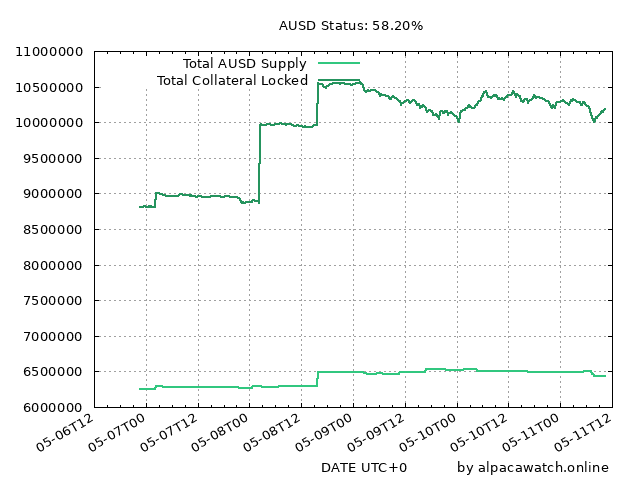 AUSD Status: 58.20%
Total AUSD Supply
Total Collateral Locked
11000000
10500000
10000000
9500000
9000000
8500000
8000000
7500000
7000000
6500000
6000000
05-06T12
05-07T00
05-07T12
05-08T00
05-08T12
05-09T00
05-09T12
05-10T00
05-10T12
05-11T00
05-11T12
DATE UTC+0
by alpacawatch.online